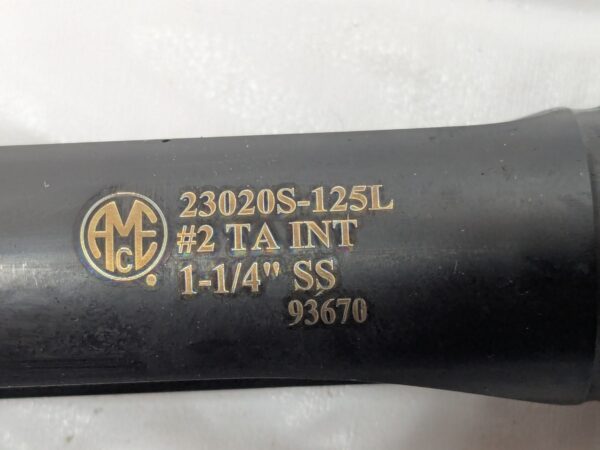 AMEC ®
23020S-125L
#2 TA INT
1-1/4" SS
93670